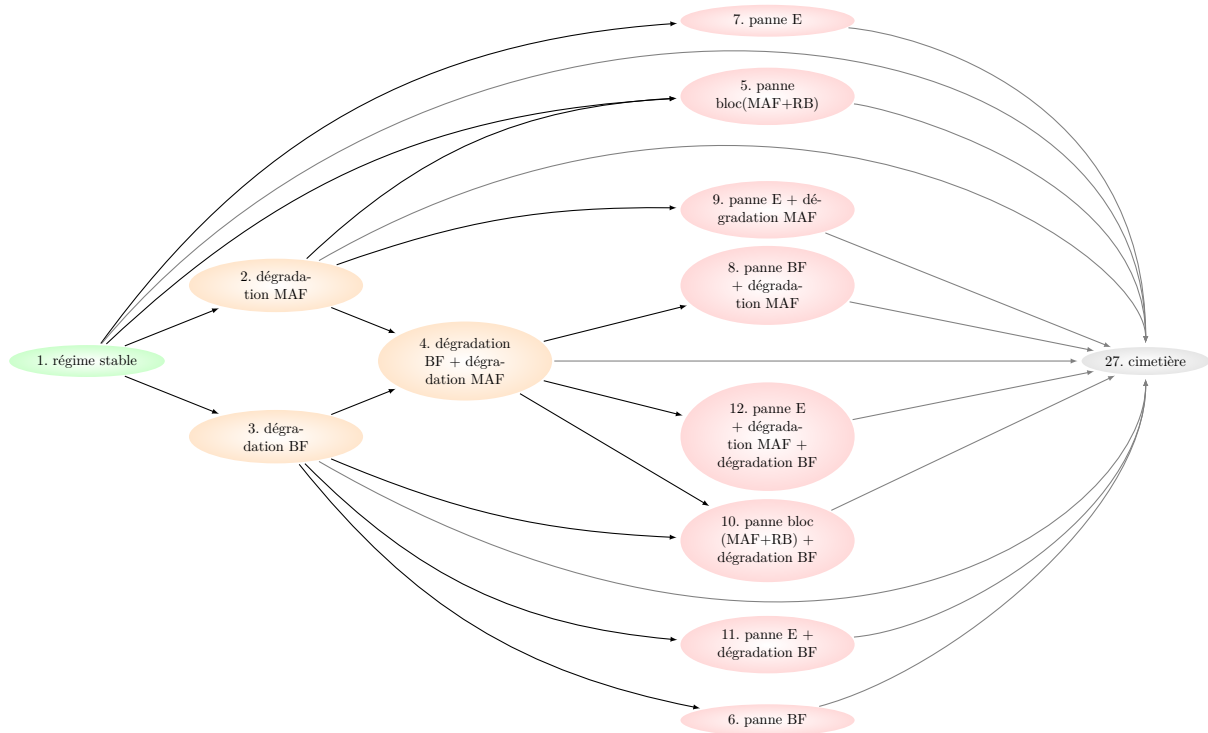 7. panne E
5. panne
bloc(MAF+RB)
9. panne E + dé-
gradation MAF
2. dégrada-
tion MAF
8. panne BF
+ dégrada-
tion MAF
1. régime stable
4. dégradation
BF + dégra-
dation MAF
27. cimetière
3. dégra-
dation BF
12. panne E
+ dégrada-
tion MAF +
dégradation BF
10. panne bloc
(MAF+RB) +
dégradation BF
11. panne E +
dégradation BF
6. panne BF